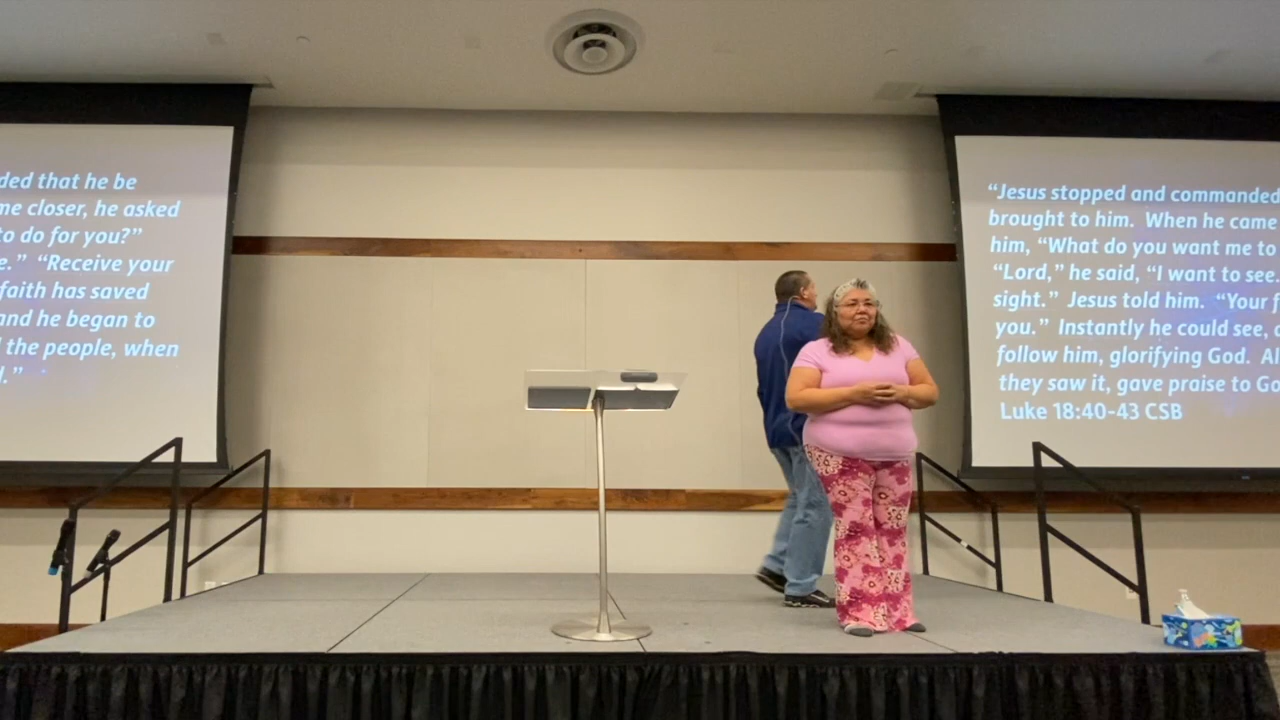 ded that he be
me closer, he asked
to do for you?”
e.” “Receive your
faith has saved
and he began to
the people, when
.”
“Jesus stopped and commanded
brought to him. When he came
him, “What do you want me to
“Lord,” he said, “I want to see.
sight.” Jesus told him. “Your f
you.” Instantly he could see, a
follow him, glorifying God. Al
they saw it, gave praise to Go
Luke 18:40-43 CSB